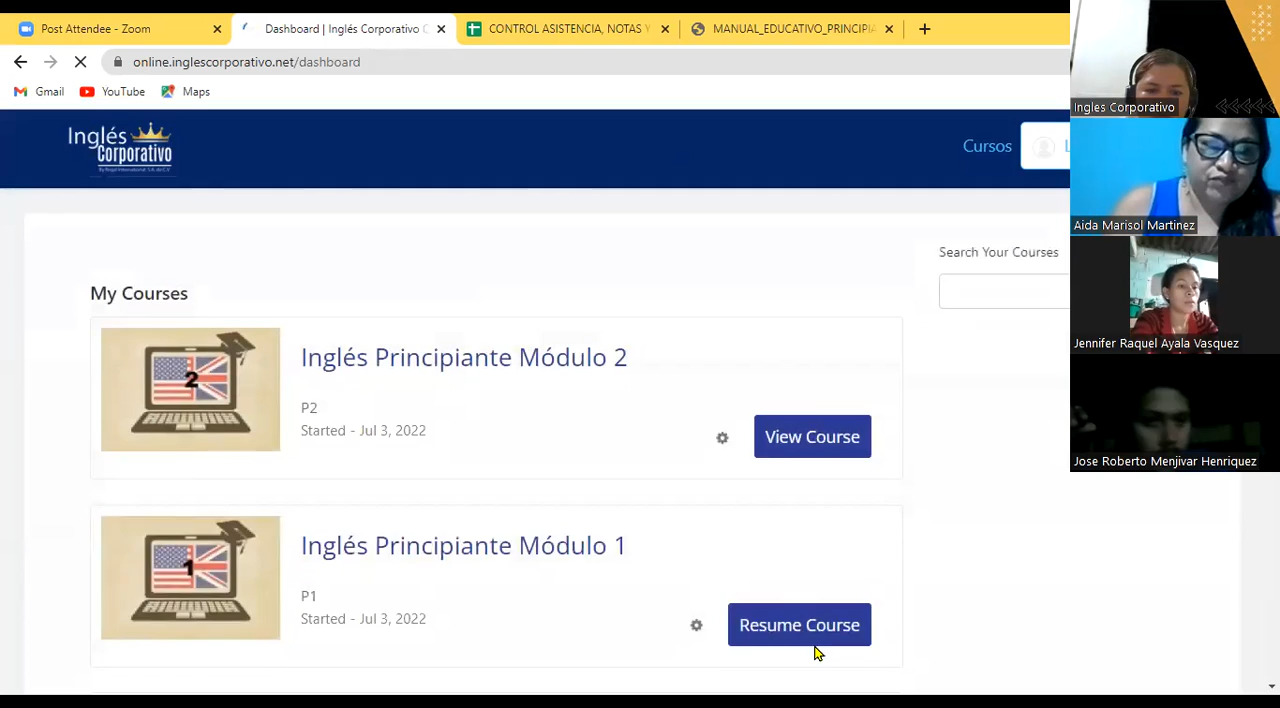 Post Attendee - Zoom
Dashboard | Inglés Corporativo
CONTROL ASISTENCIA, NOTAS Y
MANUAL_EDUCATIVO_PRINCIPIA
online.inglescorporativo.net/dashboard
Gmail
YouTube
Maps
Inglés
Corporativo
Cursos
My Courses
Search Your Courses
2
Inglés Principiante Módulo 2
P2
Started - Jul 3, 2022
View Course
1
Inglés Principiante Módulo 1
P1
Started - Jul 3, 2022
Resume Course
Ingles Corporativo
Aida Marisol Martinez
Jennifer Raquel Ayala Vasquez
Jose Roberto Menjivar Henriquez